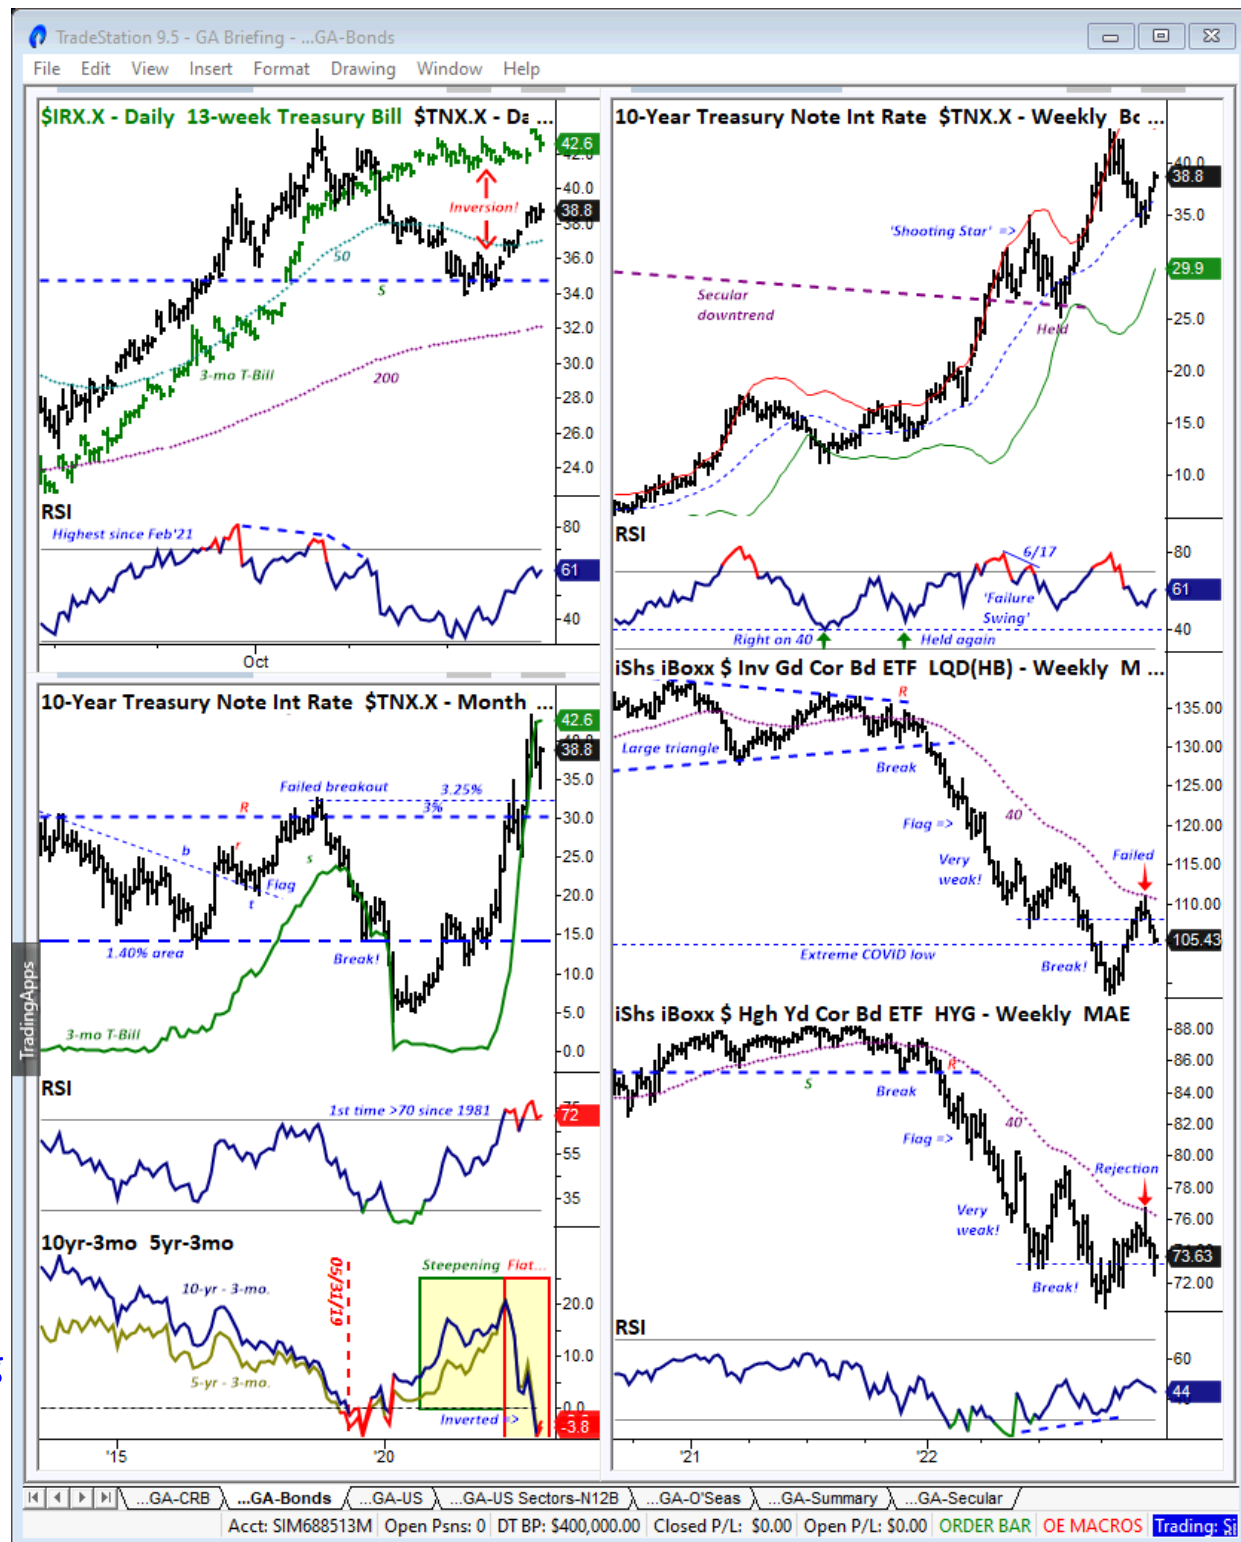 TradeStation 9.5 - GA Briefing - ...GA-Bonds
File Edit View Insert Format Drawing Window Help
$IRX.X - Daily 13-week Treasury Bill $TNX.X - Da ...
42.6
42.0
40.0
38.8
36.0
34.0
32.0
30.0
28.0
26.0
24.0
Inversion!
50
S
3-mo T-Bill
200
RSI
Highest since Feb'21
80
61
40
Oct
10-Year Treasury Note Int Rate $TNX.X - Month ...
42.6
38.8
35.0
30.0
25.0
20.0
15.0
10.0
5.0
0.0
Failed breakout
3.25%
3%
R
b
r
s
Flag
t
1.40% area
Break!
3-mo T-Bill
RSI
1st time >70 since 1981
75
72
55
35
10yr-3mo 5yr-3mo
Steepening Flat...
05/31/19
10-yr - 3-mo.
5-yr - 3-mo.
Inverted =>
20.0
10.0
0.0
-3.8
'15
'20
10-Year Treasury Note Int Rate $TNX.X - Weekly Bc ...
40.0
38.8
35.0
29.9
25.0
20.0
15.0
10.0
'Shooting Star' =>
Secular
downtrend
Held
RSI
6/17
80
61
40
'Failure
Swing'
Right on 40
Held again
iShs iBoxx $ Inv Gd Cor Bd ETF LQD(HB) - Weekly M ...
R
135.00
130.00
125.00
120.00
115.00
110.00
105.43
Large triangle
Break
Flag =>
40
Very
weak!
Failed
Extreme COVID low
Break!
iShs iBoxx $ Hgh Yd Cor Bd ETF HYG - Weekly MAE
88.00
86.00
84.00
82.00
80.00
78.00
76.00
73.63
72.00
S
R
Break
Flag =>
40
Rejection
Very
weak!
Break!
RSI
60
44
'21
'22
TradingApps
...GA-CRB ...GA-Bonds ...GA-US ...GA-US Sectors-N12B ...GA-O'Seas ...GA-Summary ...GA-Secular
Acct: SIM688513M Open Psns: 0 DT BP: $400,000.00 Closed P/L: $0.00 Open P/L: $0.00 ORDER BAR OE MACROS Trading: Si